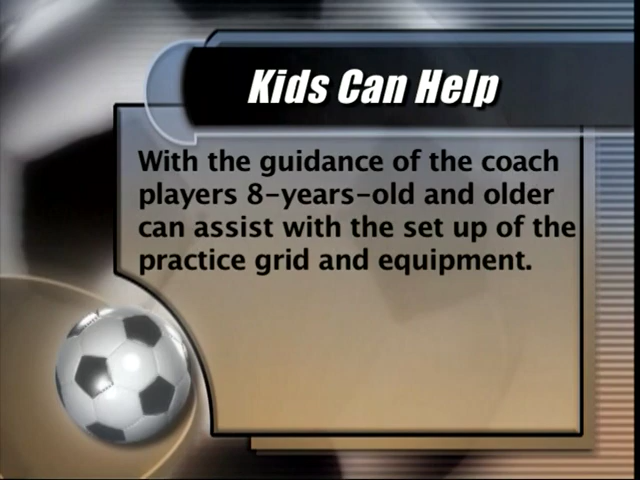 Kids Can Help
With the guidance of the coach
players 8-years-old and older
can assist with the set up of the
practice grid and equipment.